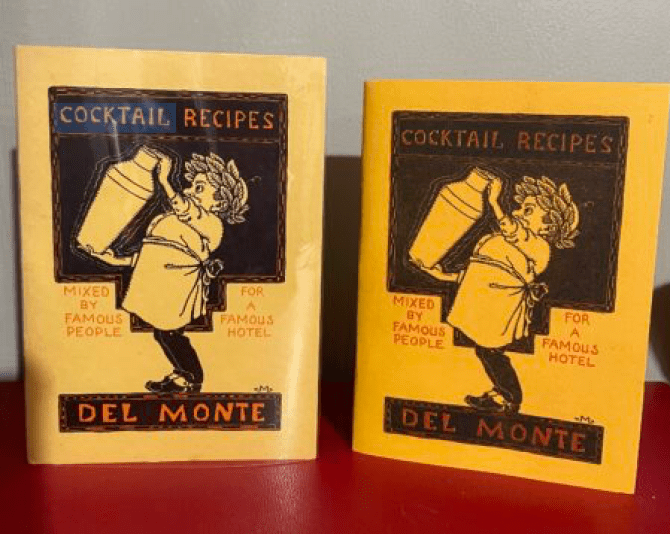 COCKTAIL RECIPES
MIXED
BY
FAMOUS
PEOPLE
FOR
A
FAMOUS
HOTEL
-M-
DEL MONTE
COCKTAIL RECIPES
MIXED
BY
FAMOUS
PEOPLE
FOR
A
FAMOUS
HOTEL
-M-
DEL MONTE